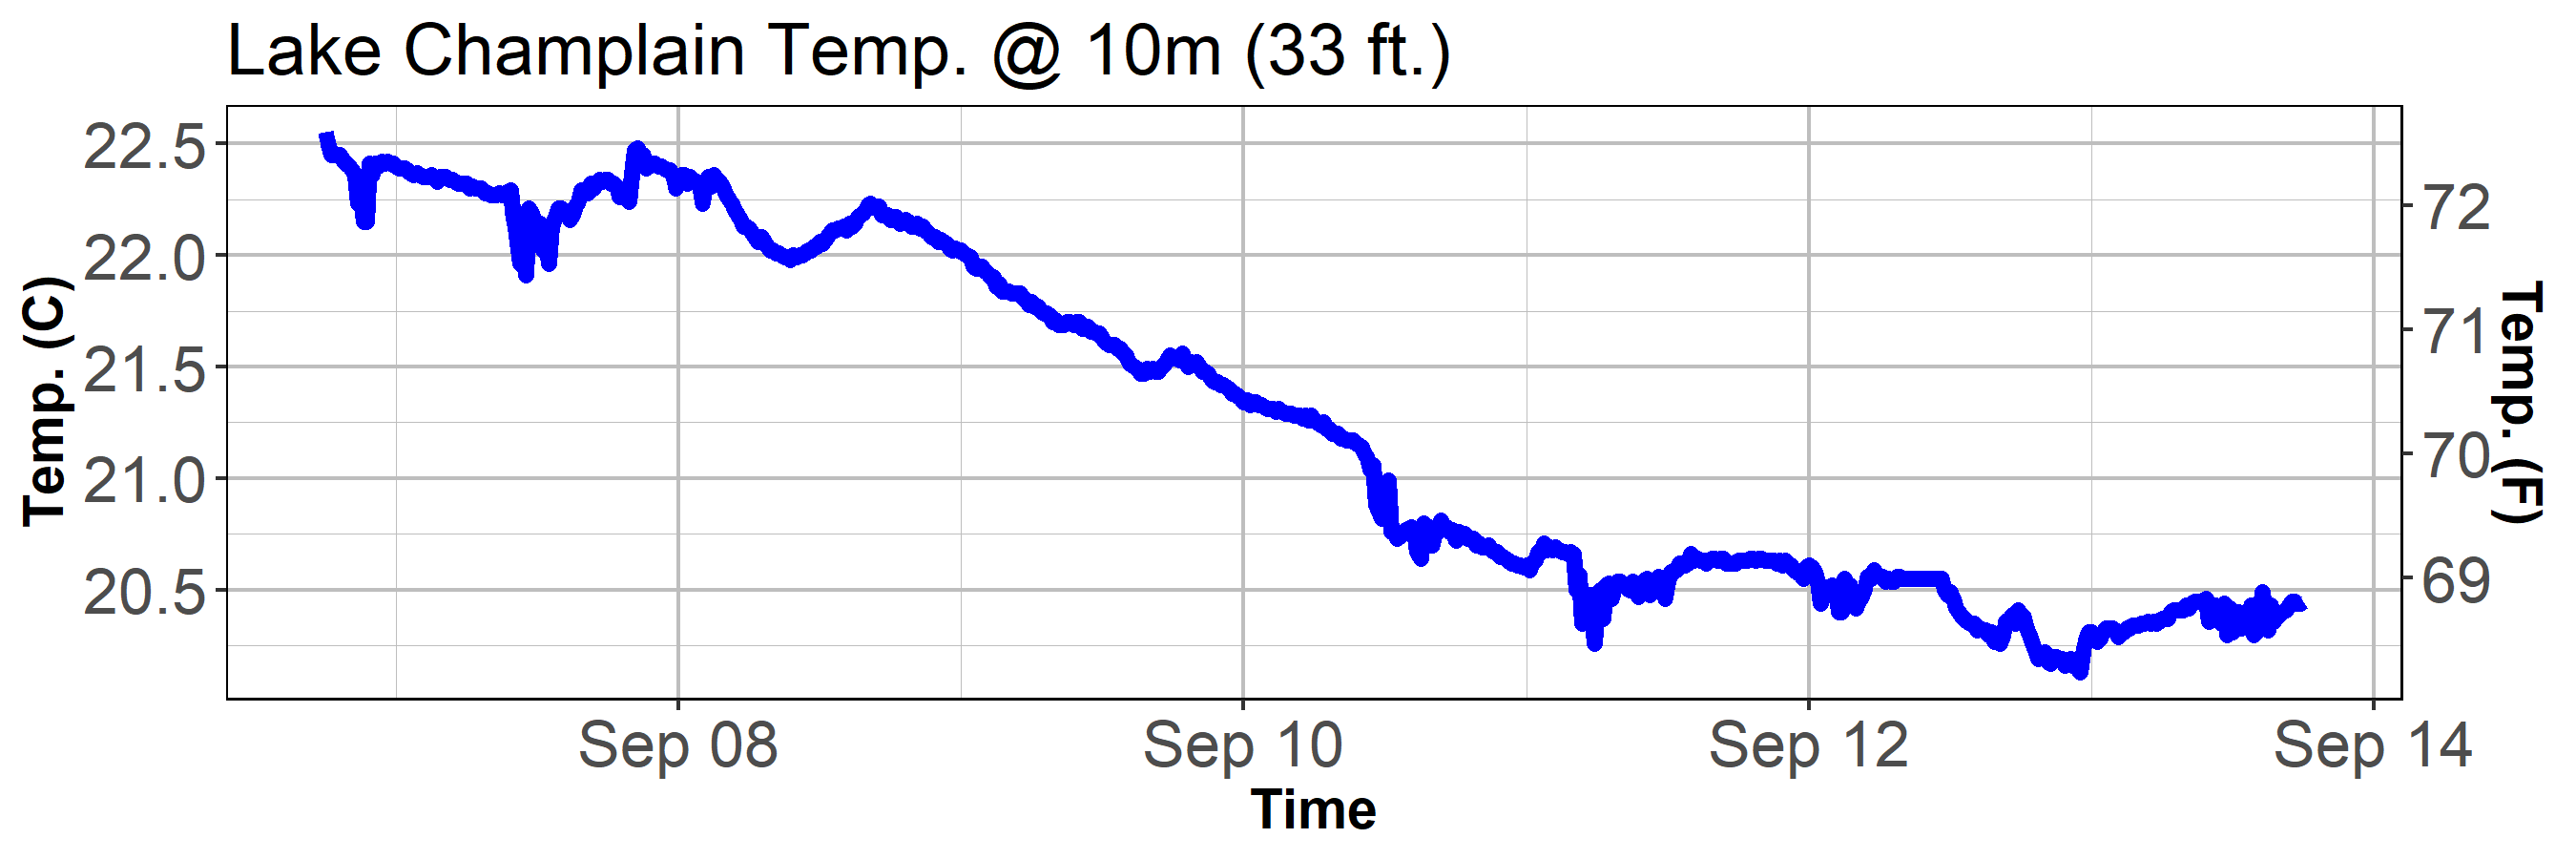 Lake Champlain Temp. @ 10m (33 ft.)
22.5
22.0
21.5
21.0
20.5
Temp. (C)
72
71
70
69
Temp. (F)
Sep 08 Sep 10 Sep 12 Sep 14
Time